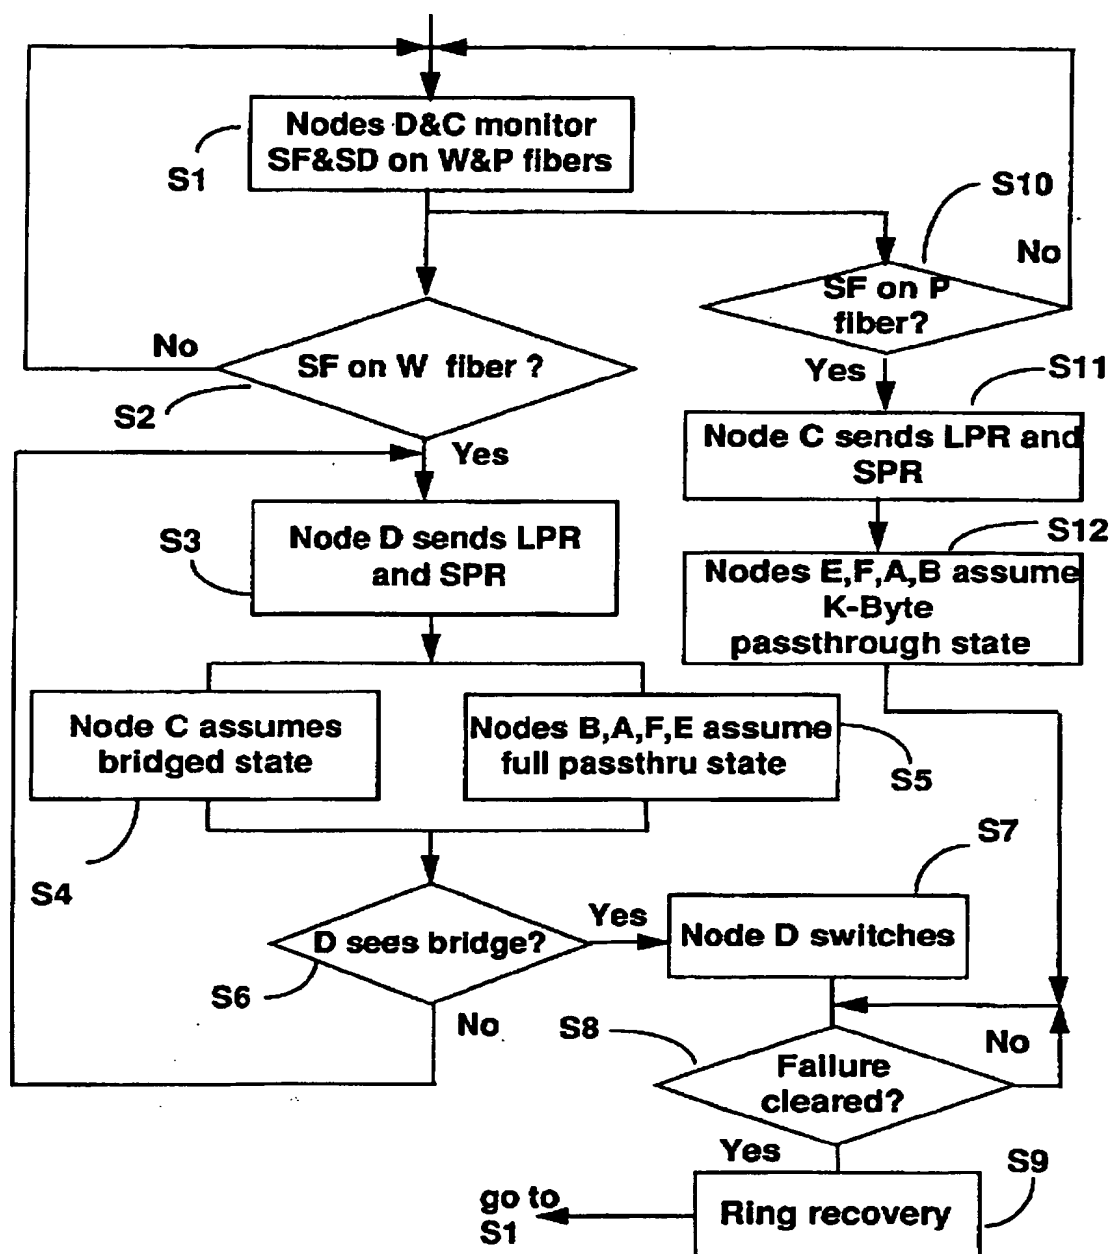 Nodes D&C monitor
SF&SD on W&P fibers
S1
S10
No
SF on P
fiber?
No
SF on W fiber ?
S2
Yes
S11
Yes
Node C sends LPR and
SPR
S3
Node D sends LPR
and SPR
S12
Nodes E,F,A,B assume
K-Byte
passthrough state
Node C assumes
bridged state
Nodes B,A,F,E assume
full passthru state
S5
S4
S7
D sees bridge?
Yes
Node D switches
S6
No
S8
No
Failure
cleared?
Yes
S9
go to
S1
Ring recovery